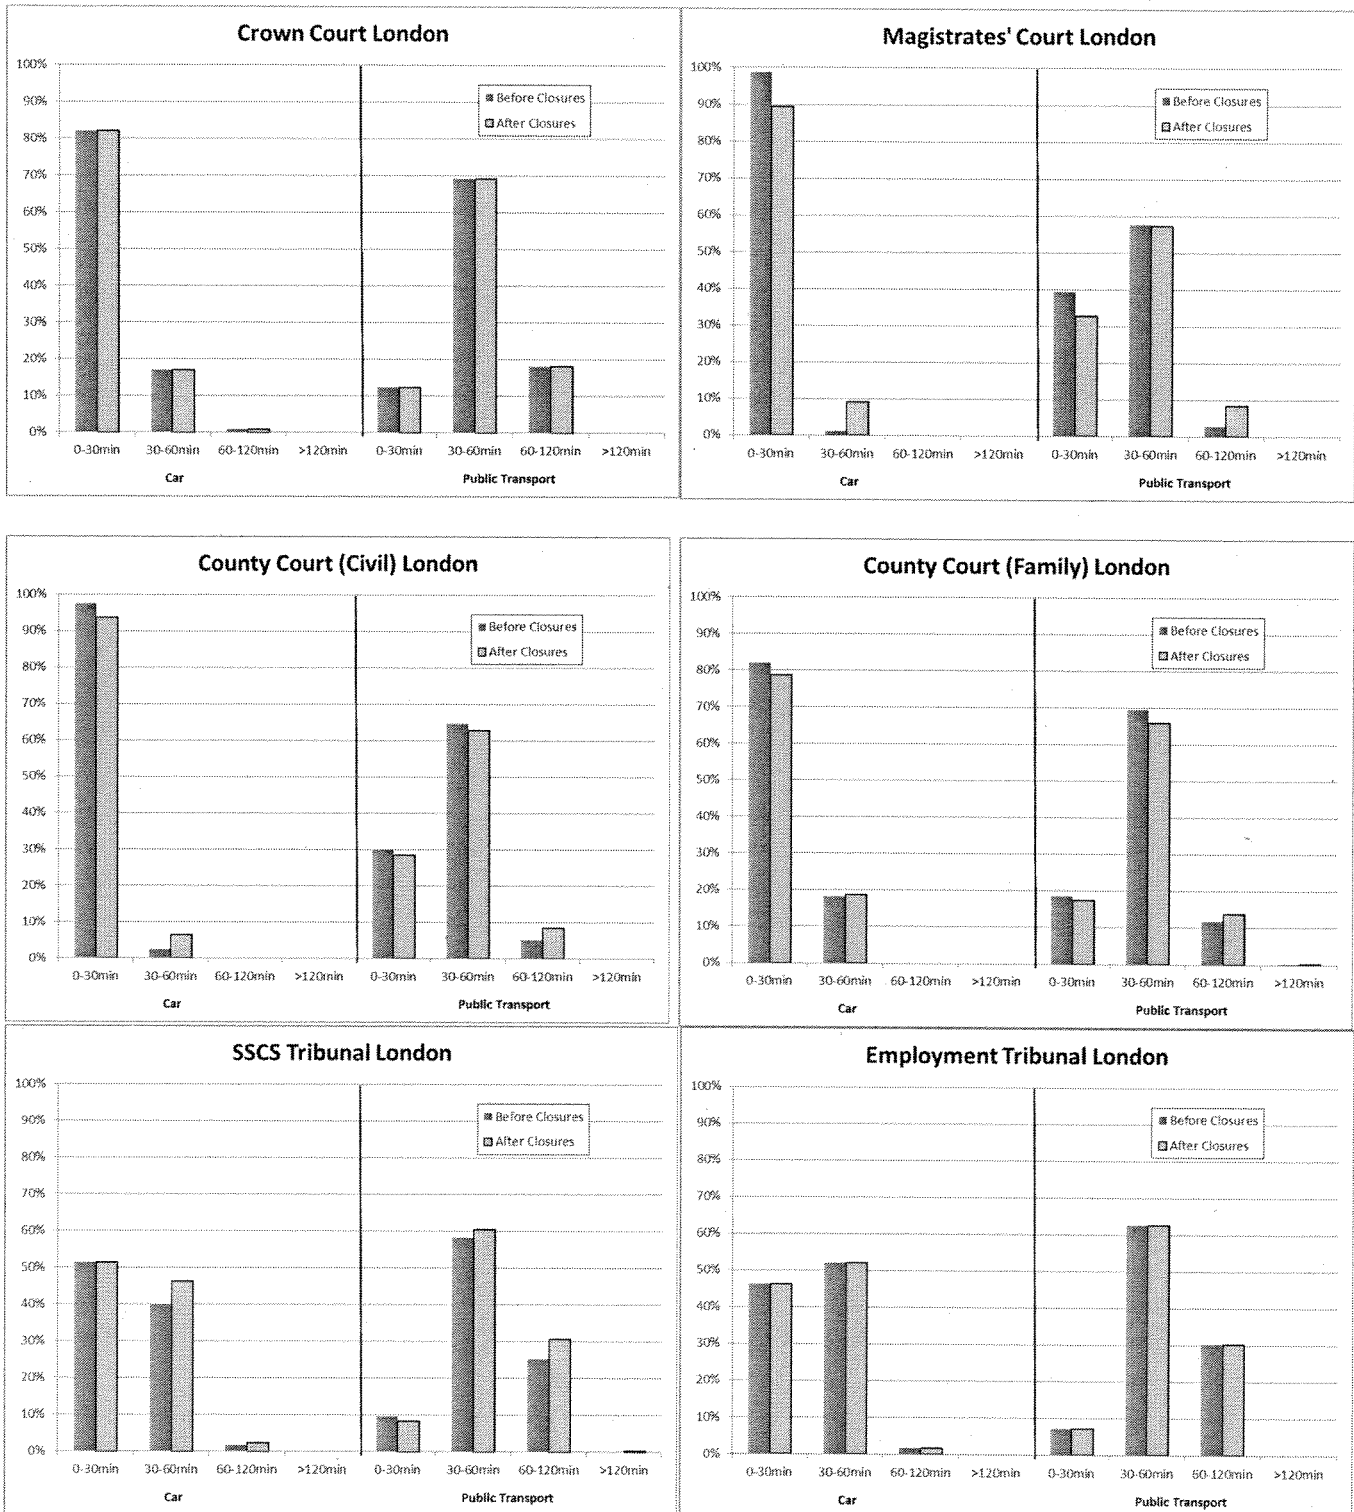 Crown Court London
100%
90%
80%
70%
60%
50%
40%
30%
20%
10%
0%
Before Closures
After Closures
0-30min 30-60min 60-120min >120min 0-30min 30-60min 60-120min >120min
Car Public Transport
Magistrates' Court London
100%
90%
80%
70%
60%
50%
40%
30%
20%
10%
0%
Before Closures
After Closures
0-30min 30-60min 60-120min >120min 0-30min 30-60min 60-120min >120min
Car Public Transport
County Court (Civil) London
100%
90%
80%
70%
60%
50%
40%
30%
20%
10%
0%
Before Closures
After Closures
0-30min 30-60min 60-120min >120min 0-30min 30-60min 60-120min >120min
Car Public Transport
County Court (Family) London
100%
90%
80%
70%
60%
50%
40%
30%
20%
10%
0%
Before Closures
After Closures
0-30min 30-60min 60-120min >120min 0-30min 30-60min 60-120min >120min
Car Public Transport
SSCS Tribunal London
100%
90%
80%
70%
60%
50%
40%
30%
20%
10%
0%
Before Closures
After Closures
0-30min 30-60min 60-120min >120min 0-30min 30-60min 60-120min >120min
Car Public Transport
Employment Tribunal London
100%
90%
80%
70%
60%
50%
40%
30%
20%
10%
0%
Before Closures
After Closures
0-30min 30-60min 60-120min >120min 0-30min 30-60min 60-120min >120min
Car Public Transport